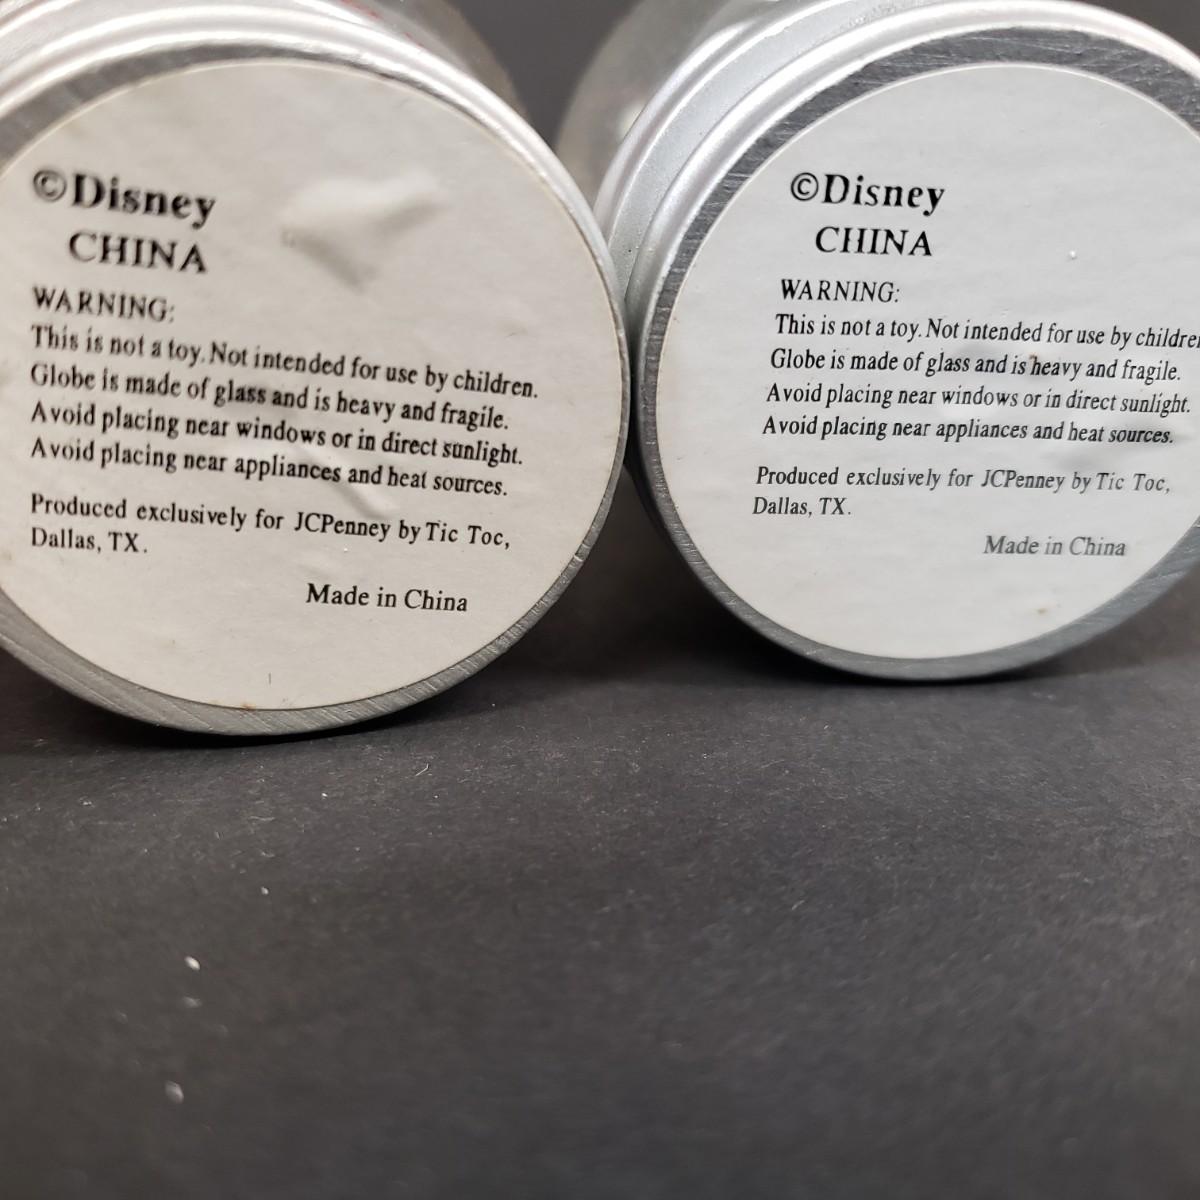 ©Disney
CHINA
WARNING:
This is not a toy. Not intended for use by children.
Globe is made of glass and is heavy and fragile.
Avoid placing near windows or in direct sunlight.
Avoid placing near appliances and heat sources.
Produced exclusively for JCPenney by Tic Toc,
Dallas, TX.
Made in China
©Disney
CHINA
WARNING:
This is not a toy. Not intended for use by children
Globe is made of glass and is heavy and fragile.
Avoid placing near windows or in direct sunlight.
Avoid placing near appliances and heat sources.
Produced exclusively for JCPenney by Tic Toc,
Dallas, TX.
Made in China